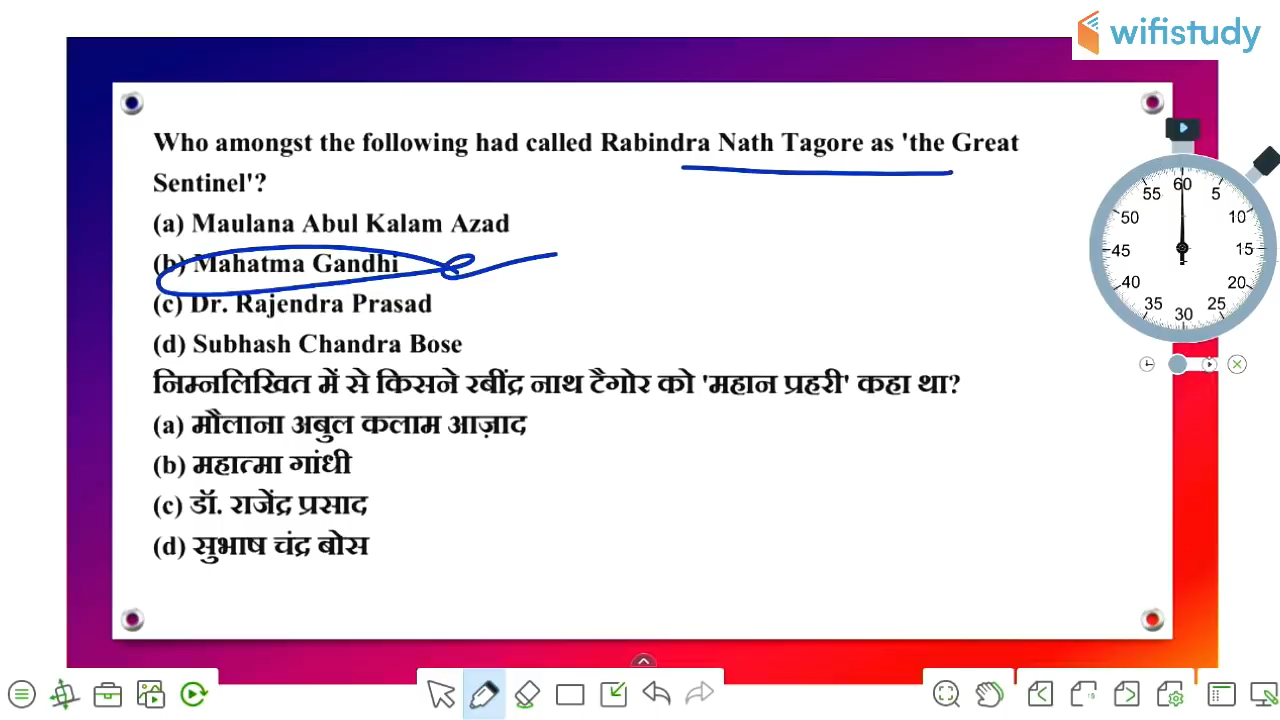 wifistudy
Who amongst the following had called Rabindra Nath Tagore as 'the Great
Sentinel'?
(a) Maulana Abul Kalam Azad
(b) Mahatma Gandhi
(c) Dr. Rajendra Prasad
(d) Subhash Chandra Bose
निम्नलिखित में से किसने रबींद्र नाथ टैगोर को 'महान प्रहरी' कहा था?
(a) मौलाना अबुल कलाम आज़ाद
(b) महात्मा गांधी
(c) डॉ. राजेंद्र प्रसाद
(d) सुभाष चंद्र बोस
60
55 5
50 10
45 15
40 20
35 25
30